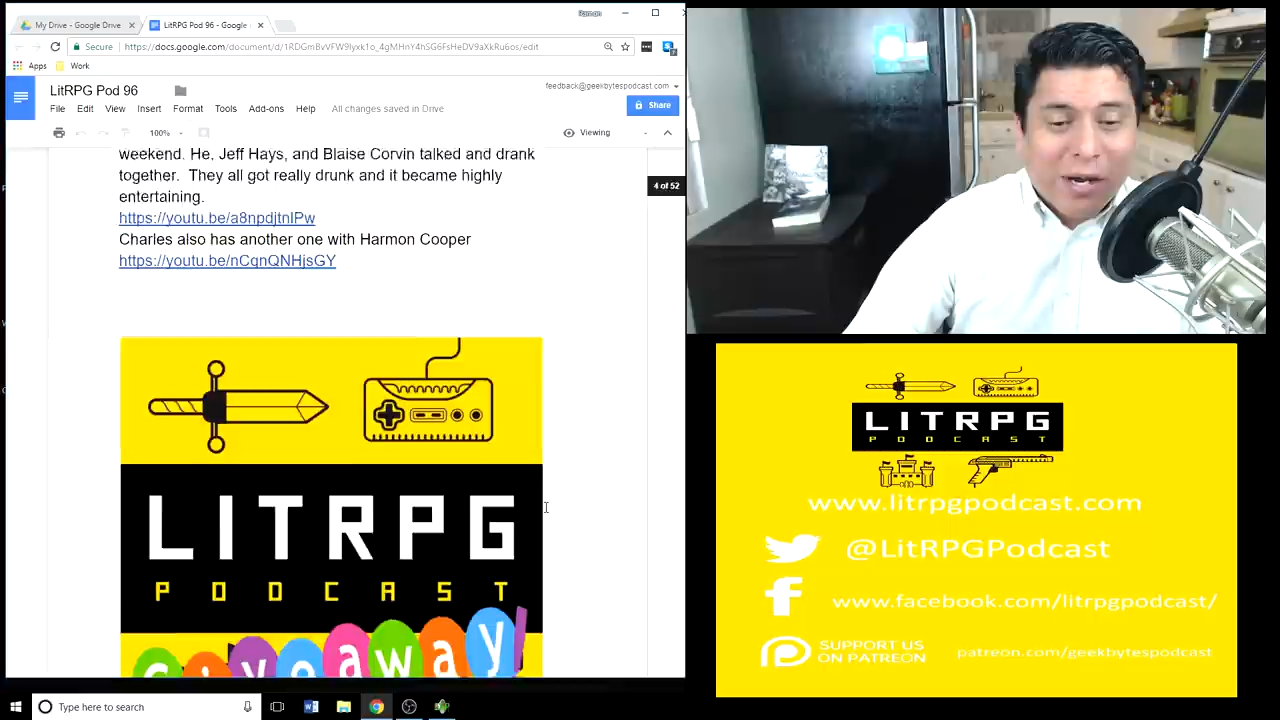 Ramon
My Drive - Google Drive
LitRPG Pod 96 - Google
Secure
https://docs.google.com/document/d/1RDGmBvVFW9Iyxk1o_4gMHnY4hSG6FsHeDV9aXkRu6os/edit
Apps
Work
LitRPG Pod 96
feedback@geekbytespodcast.com
File Edit View Insert Format Tools Add-ons Help
All changes saved in Drive
Share
100%
Viewing
weekend. He, Jeff Hays, and Blaise Corvin talked and drank
together. They all got really drunk and it became highly
entertaining.
https://youtu.be/a8npdjtnIPw
Charles also has another one with Harmon Cooper
https://youtu.be/nCqnQNHjsGY
4 of 52
LITRPG
PODCAST
Giveaway!
LITRPG
PODCAST
www.litrpgpodcast.com
@LitRPGPodcast
www.facebook.com/litrpgpodcast/
SUPPORT US
ON PATREON
patreon.com/geekbytespodcast
Type here to search